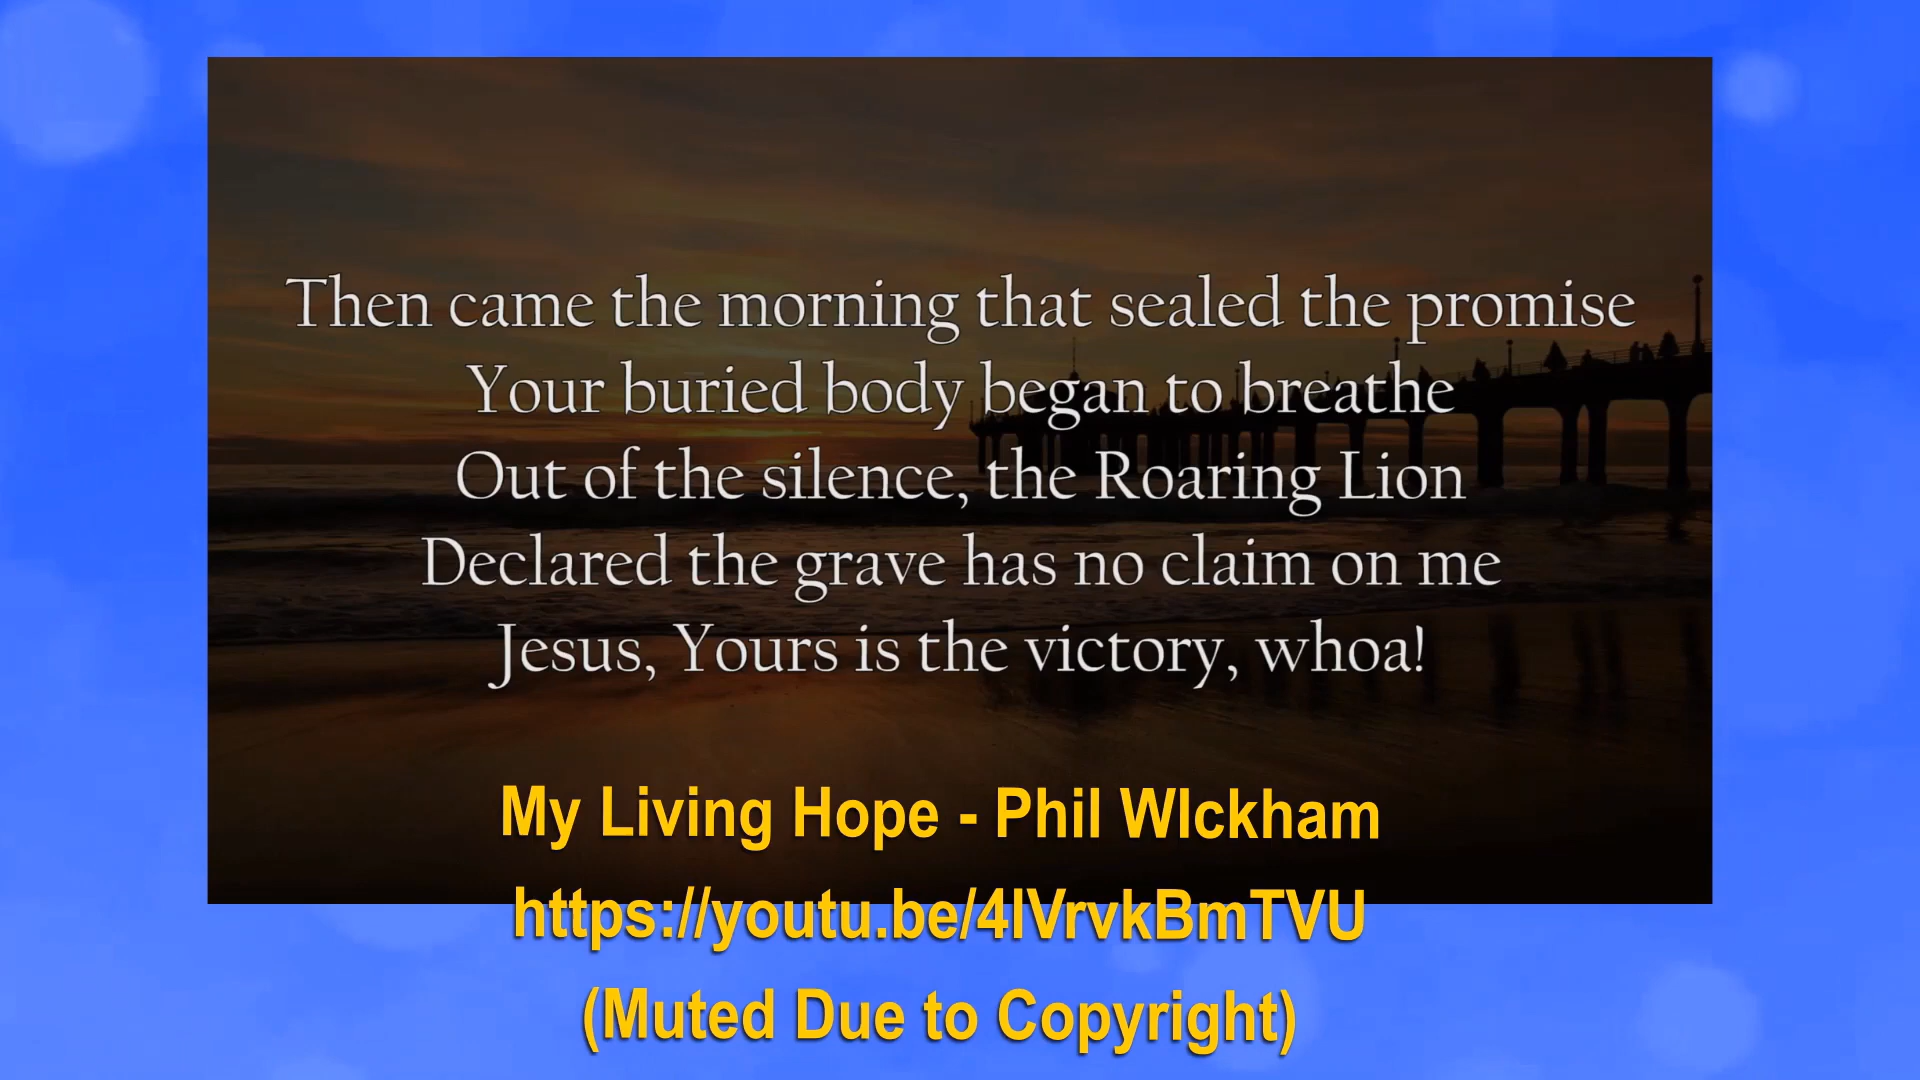 Then came the morning that sealed the promise
Your buried body began to breathe
Out of the silence, the Roaring Lion
Declared the grave has no claim on me
Jesus, Yours is the victory, whoa!
My Living Hope - Phil WIckham
https://youtu.be/4IVrvkBmTVU
(Muted Due to Copyright)